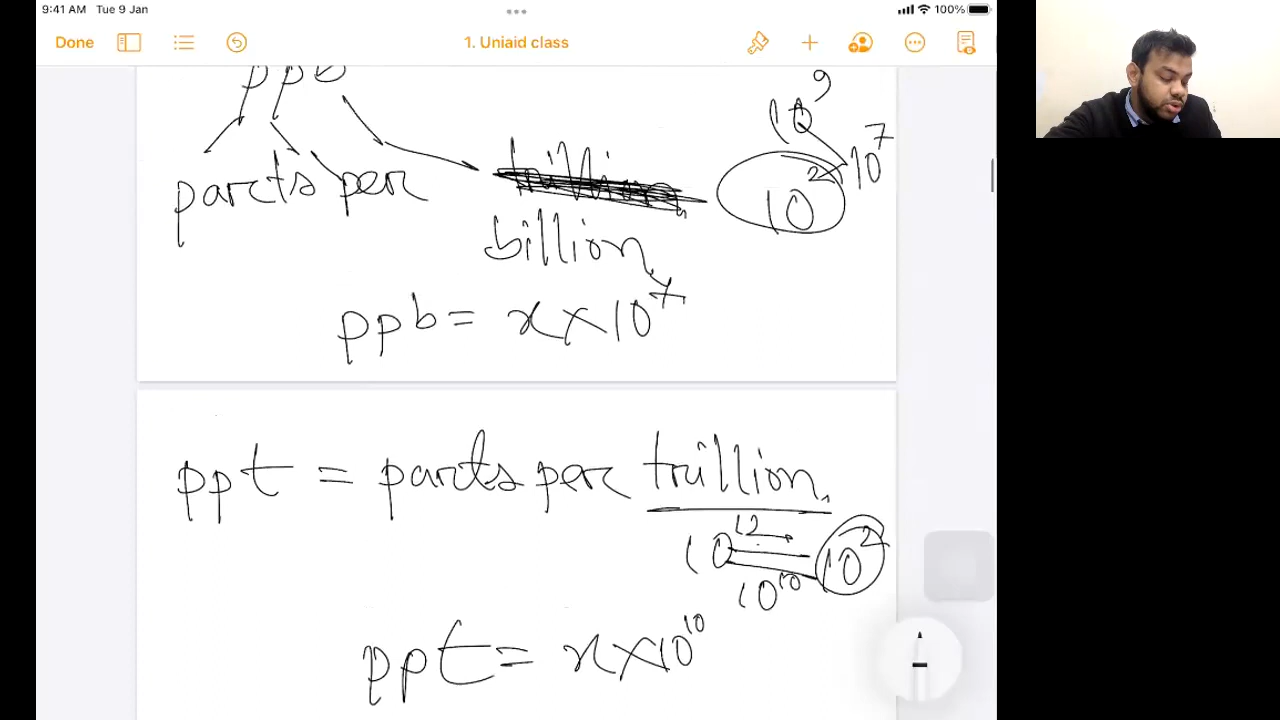 9:41 AM Tue 9 Jan 100%
Done 1. Uniaid class
ppb
parts per billion
10^9
10^7
10^2
ppb = x × 10^7
ppt = parts per trillion
10^12 10^2
10^10
ppt = x × 10^10